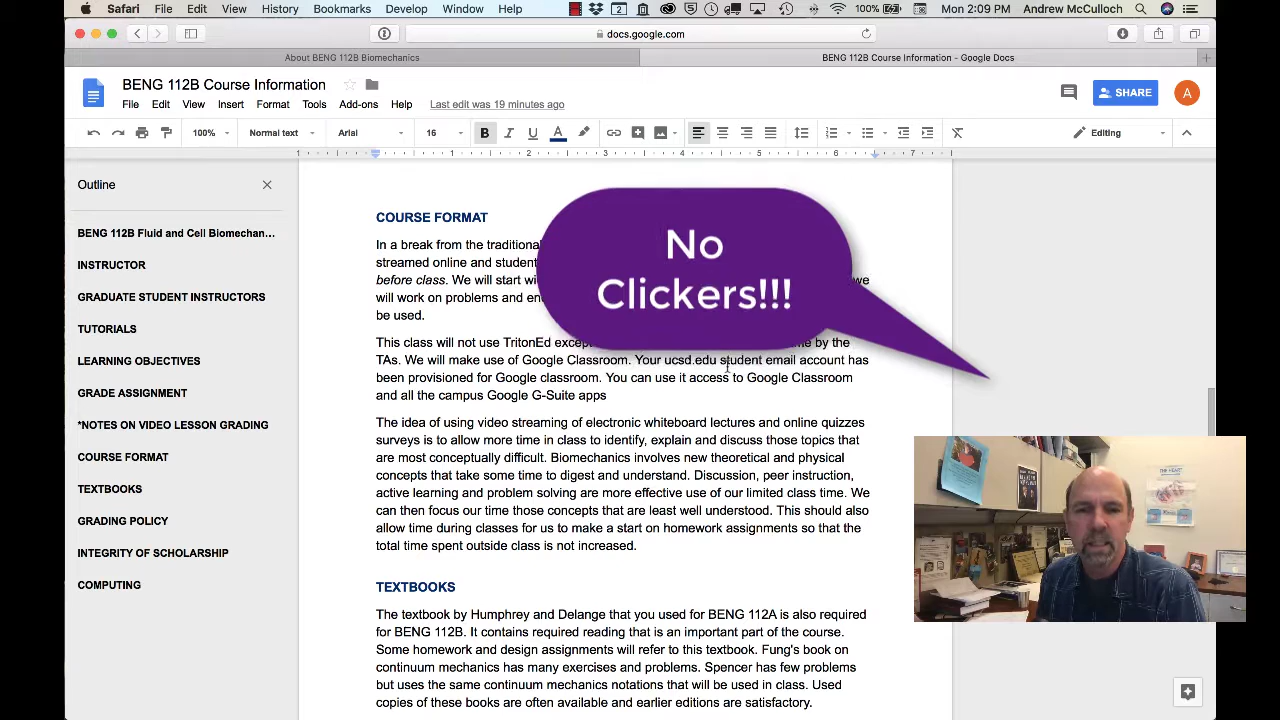 Safari File Edit View History Bookmarks Develop Window Help 2 5 100% Mon 2:09 PM Andrew McCulloch
docs.google.com
About BENG 112B Biomechanics
BENG 112B Course Information - Google Docs
BENG 112B Course Information
File Edit View Insert Format Tools Add-ons Help Last edit was 19 minutes ago
SHARE
A
100% Normal text Arial 16 B I U A Editing
1 1 2 3 4 5 6 7
Outline
BENG 112B Fluid and Cell Biomechan...
INSTRUCTOR
GRADUATE STUDENT INSTRUCTORS
TUTORIALS
LEARNING OBJECTIVES
GRADE ASSIGNMENT
*NOTES ON VIDEO LESSON GRADING
COURSE FORMAT
TEXTBOOKS
GRADING POLICY
INTEGRITY OF SCHOLARSHIP
COMPUTING
COURSE FORMAT
In a break from the traditional
streamed online and student
before class. We will start wi we
will work on problems and en
be used.
This class will not use TritonEd except me by the
TAs. We will make use of Google Classroom. Your ucsd.edu student email account has
been provisioned for Google classroom. You can use it access to Google Classroom
and all the campus Google G-Suite apps
The idea of using video streaming of electronic whiteboard lectures and online quizzes
surveys is to allow more time in class to identify, explain and discuss those topics that
are most conceptually difficult. Biomechanics involves new theoretical and physical
concepts that take some time to digest and understand. Discussion, peer instruction,
active learning and problem solving are more effective use of our limited class time. We
can then focus our time those concepts that are least well understood. This should also
allow time during classes for us to make a start on homework assignments so that the
total time spent outside class is not increased.
TEXTBOOKS
The textbook by Humphrey and Delange that you used for BENG 112A is also required
for BENG 112B. It contains required reading that is an important part of the course.
Some homework and design assignments will refer to this textbook. Fung's book on
continuum mechanics has many exercises and problems. Spencer has few problems
but uses the same continuum mechanics notations that will be used in class. Used
copies of these books are often available and earlier editions are satisfactory.
No
Clickers!!!
THE HEART